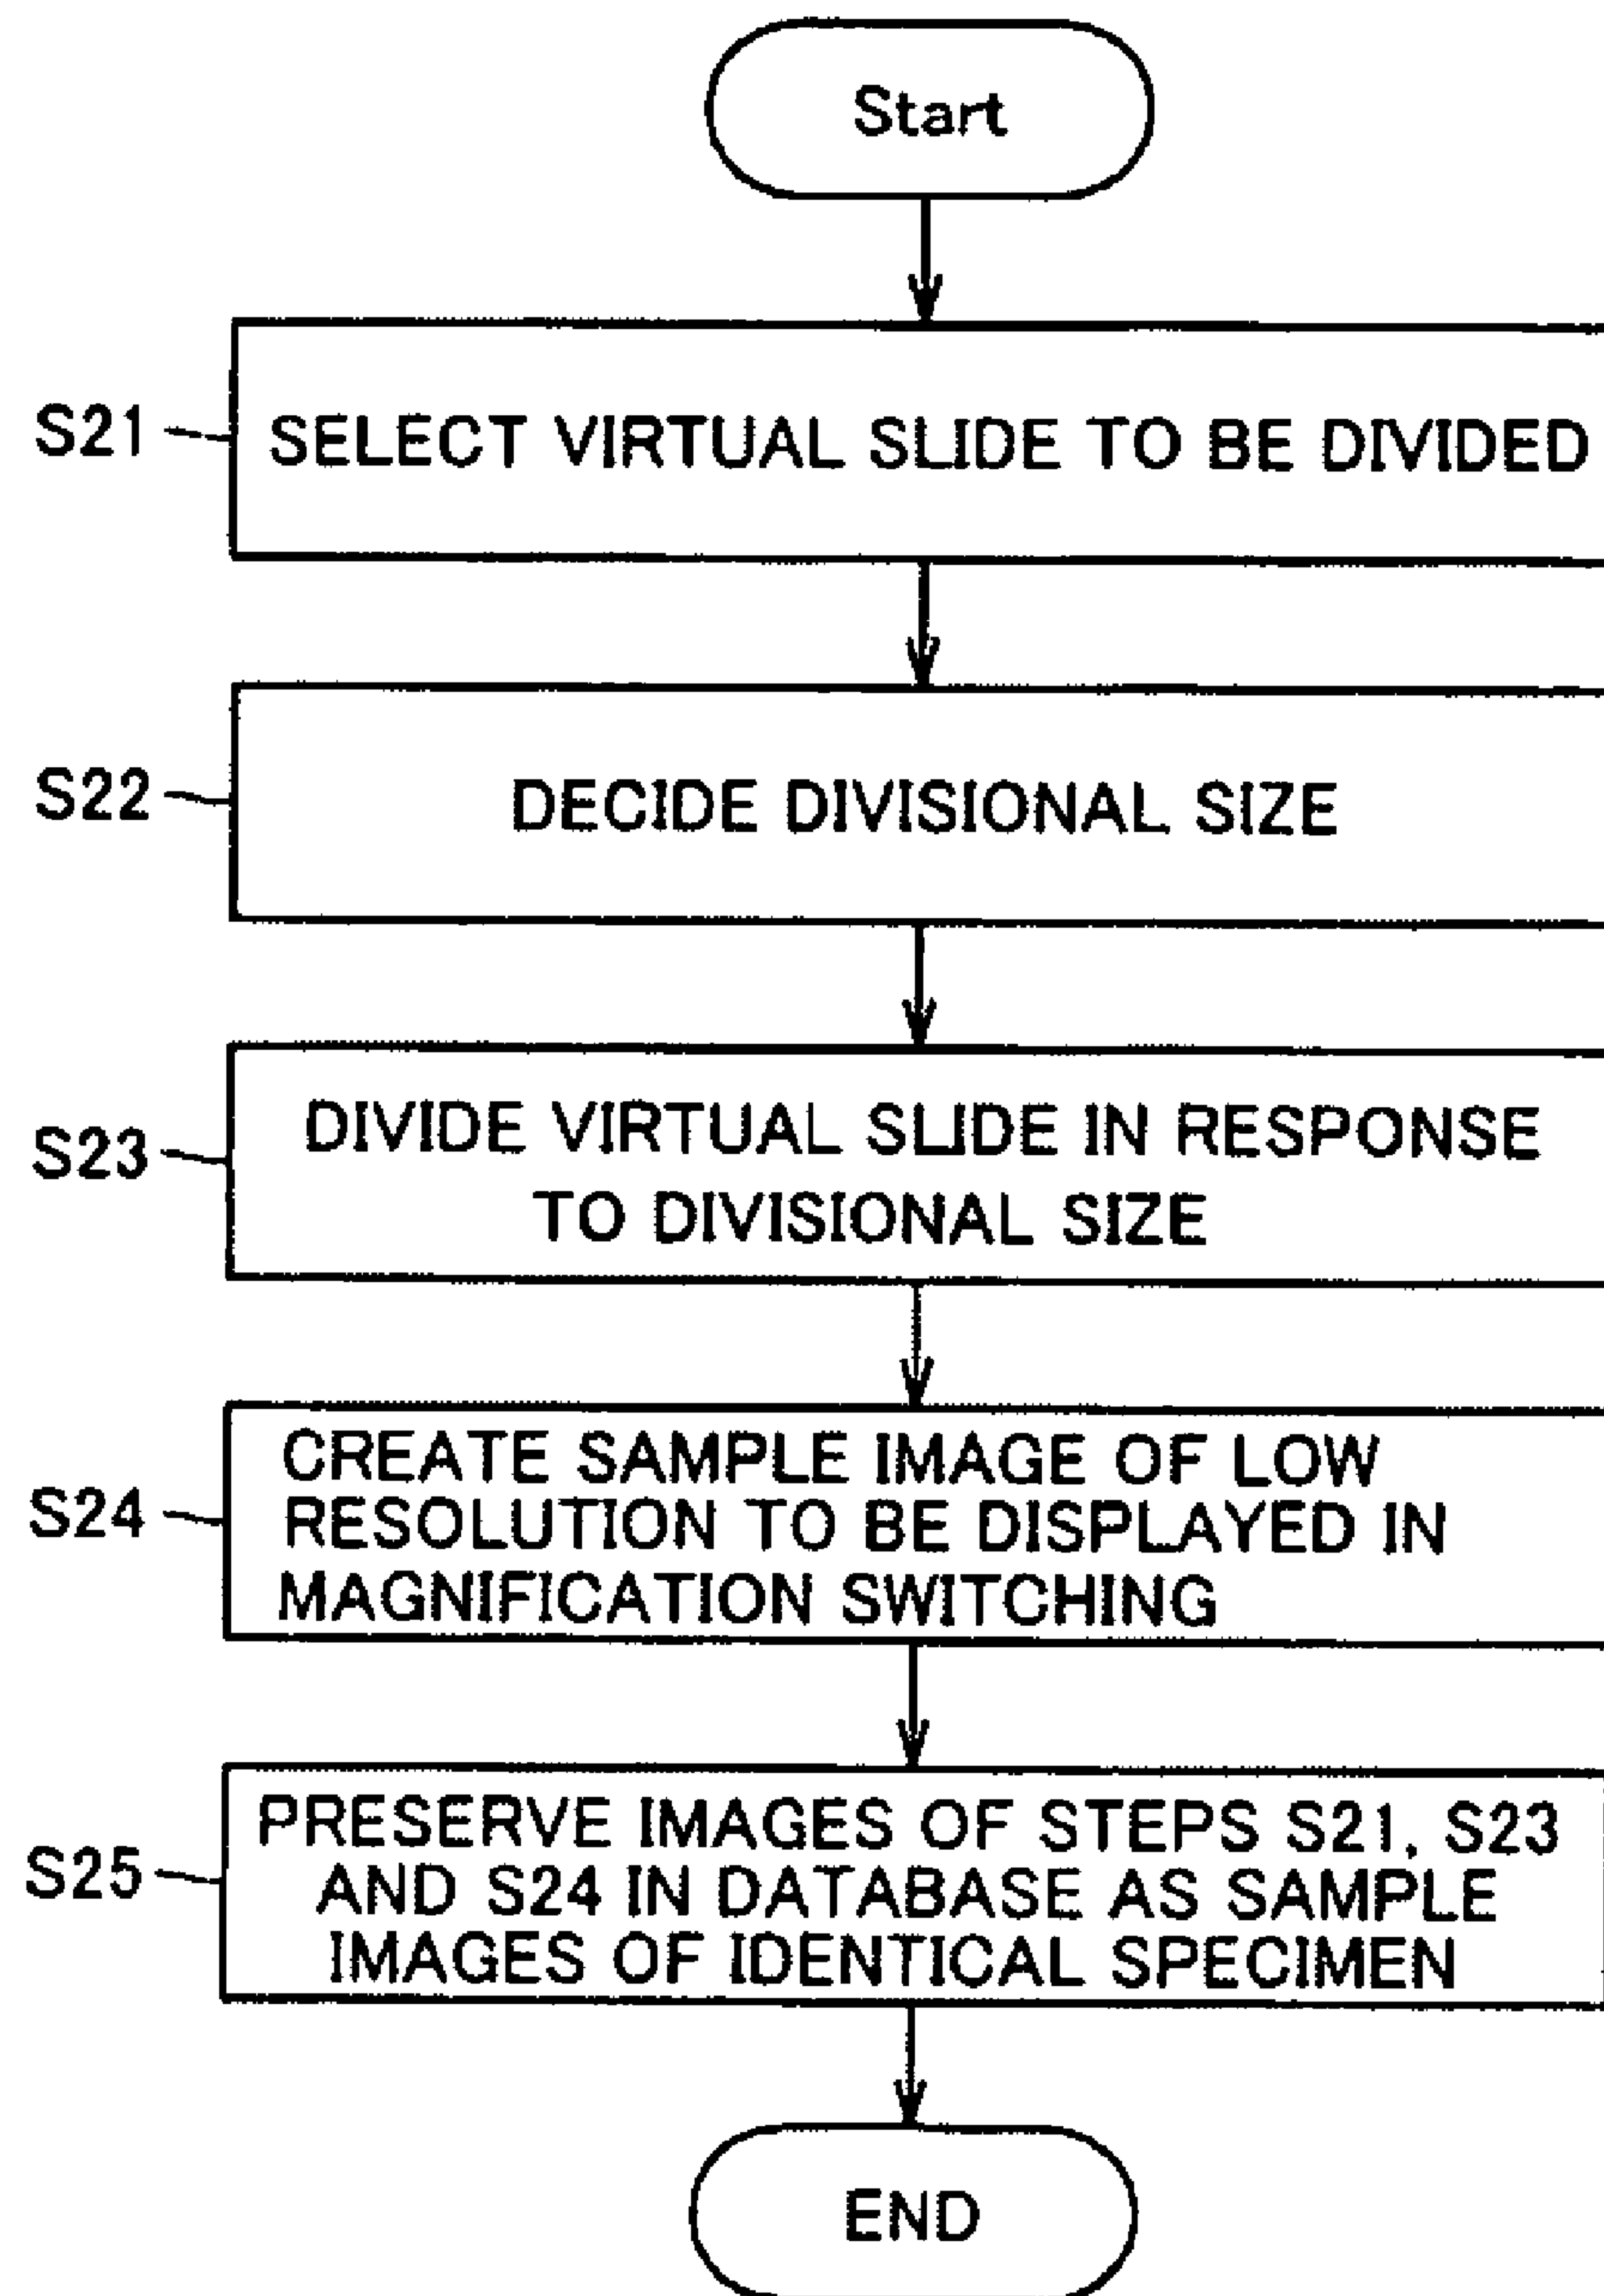 Start
S21
SELECT VIRTUAL SLIDE TO BE DIVIDED
S22
DECIDE DIVISIONAL SIZE
S23
DIVIDE VIRTUAL SLIDE IN RESPONSE
TO DIVISIONAL SIZE
S24
CREATE SAMPLE IMAGE OF LOW
RESOLUTION TO BE DISPLAYED IN
MAGNIFICATION SWITCHING
S25
PRESERVE IMAGES OF STEPS S21, S23
AND S24 IN DATABASE AS SAMPLE
IMAGES OF IDENTICAL SPECIMEN
END